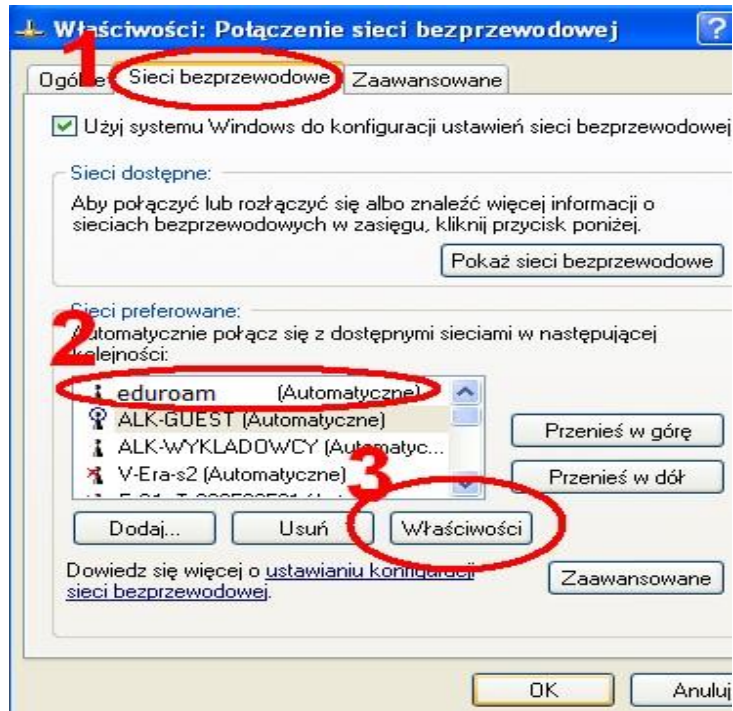 Właściwości: Połączenie sieci bezprzewodowej
?
1
Ogólne Sieci bezprzewodowe Zaawansowane
Użyj systemu Windows do konfiguracji ustawień sieci bezprzewodowej
Sieci dostępne:
Aby połączyć lub rozłączyć się albo znaleźć więcej informacji o
sieciach bezprzewodowych w zasięgu, kliknij przycisk poniżej.
Pokaż sieci bezprzewodowe
Sieci preferowane:
2
Automatycznie połącz się z dostępnymi sieciami w następującej
kolejności:
eduroam (Automatyczne)
ALK-GUEST (Automatyczne)
ALK-WYKLADOWCY (Automatyc...
V-Era-s2 (Automatyczne)
Przenieś w górę
Przenieś w dół
3
Dodaj... Usuń Właściwości
Dowiedz się więcej o ustawianiu konfiguracji
sieci bezprzewodowej.
Zaawansowane
OK Anuluj